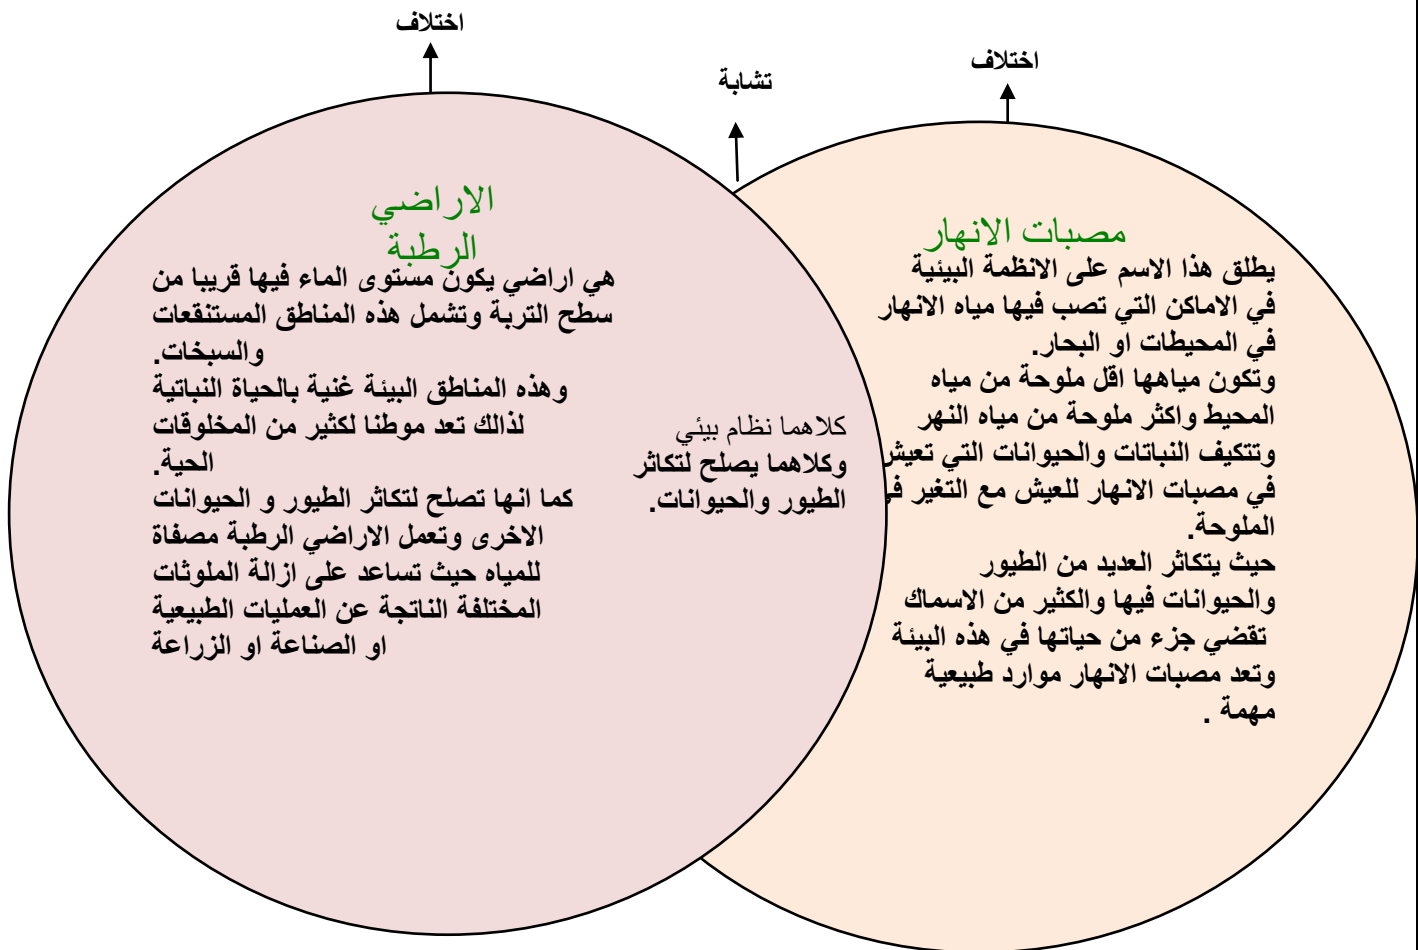 اختلاف
تشابة
اختلاف
مصبات الانهار
يطلق هذا الاسم على الانظمة البيئية
في الاماكن التي تصب فيها مياه الانهار
في المحيطات او البحار.
وتكون مياهها اقل ملوحة من مياه
المحيط واكثر ملوحة من مياه النهر
وتتكيف النباتات والحيوانات التي تعيش
في مصبات الانهار للعيش مع التغير في
الملوحة.
حيث يتكاثر العديد من الطيور
والحيوانات فيها والكثير من الاسماك
تقضي جزء من حياتها في هذه البيئة
وتعد مصبات الانهار موارد طبيعية
مهمة .
كلاهما نظام بيئي
وكلاهما يصلح لتكاثر
الطيور والحيوانات.
الاراضي
الرطبة
هي اراضي يكون مستوى الماء فيها قريبا من
سطح التربة وتشمل هذه المناطق المستنقعات
والسبخات.
وهذه المناطق البيئة غنية بالحياة النباتية
لذالك تعد موطنا لكثير من المخلوقات
الحية.
كما انها تصلح لتكاثر الطيور و الحيوانات
الاخرى وتعمل الاراضي الرطبة مصفاة
للمياه حيث تساعد على ازالة الملوثات
المختلفة الناتجة عن العمليات الطبيعية
او الصناعة او الزراعة